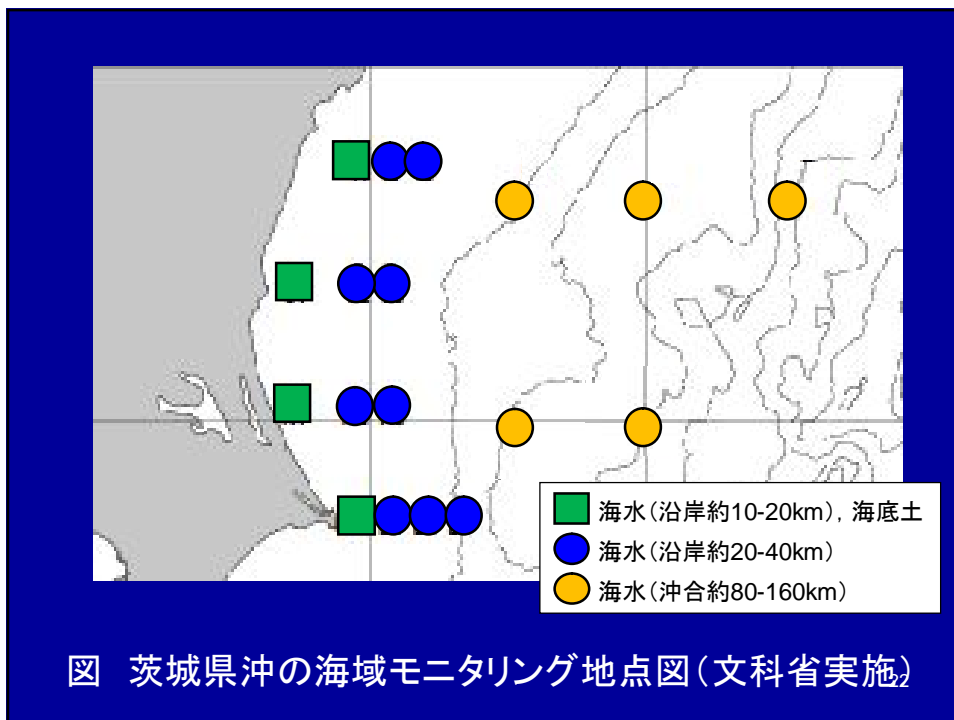 海水（沿岸約10-20km），海底土
海水（沿岸約20-40km）
海水（沖合約80-160km）
図　茨城県沖の海域モニタリング地点図（文科省実施）
22